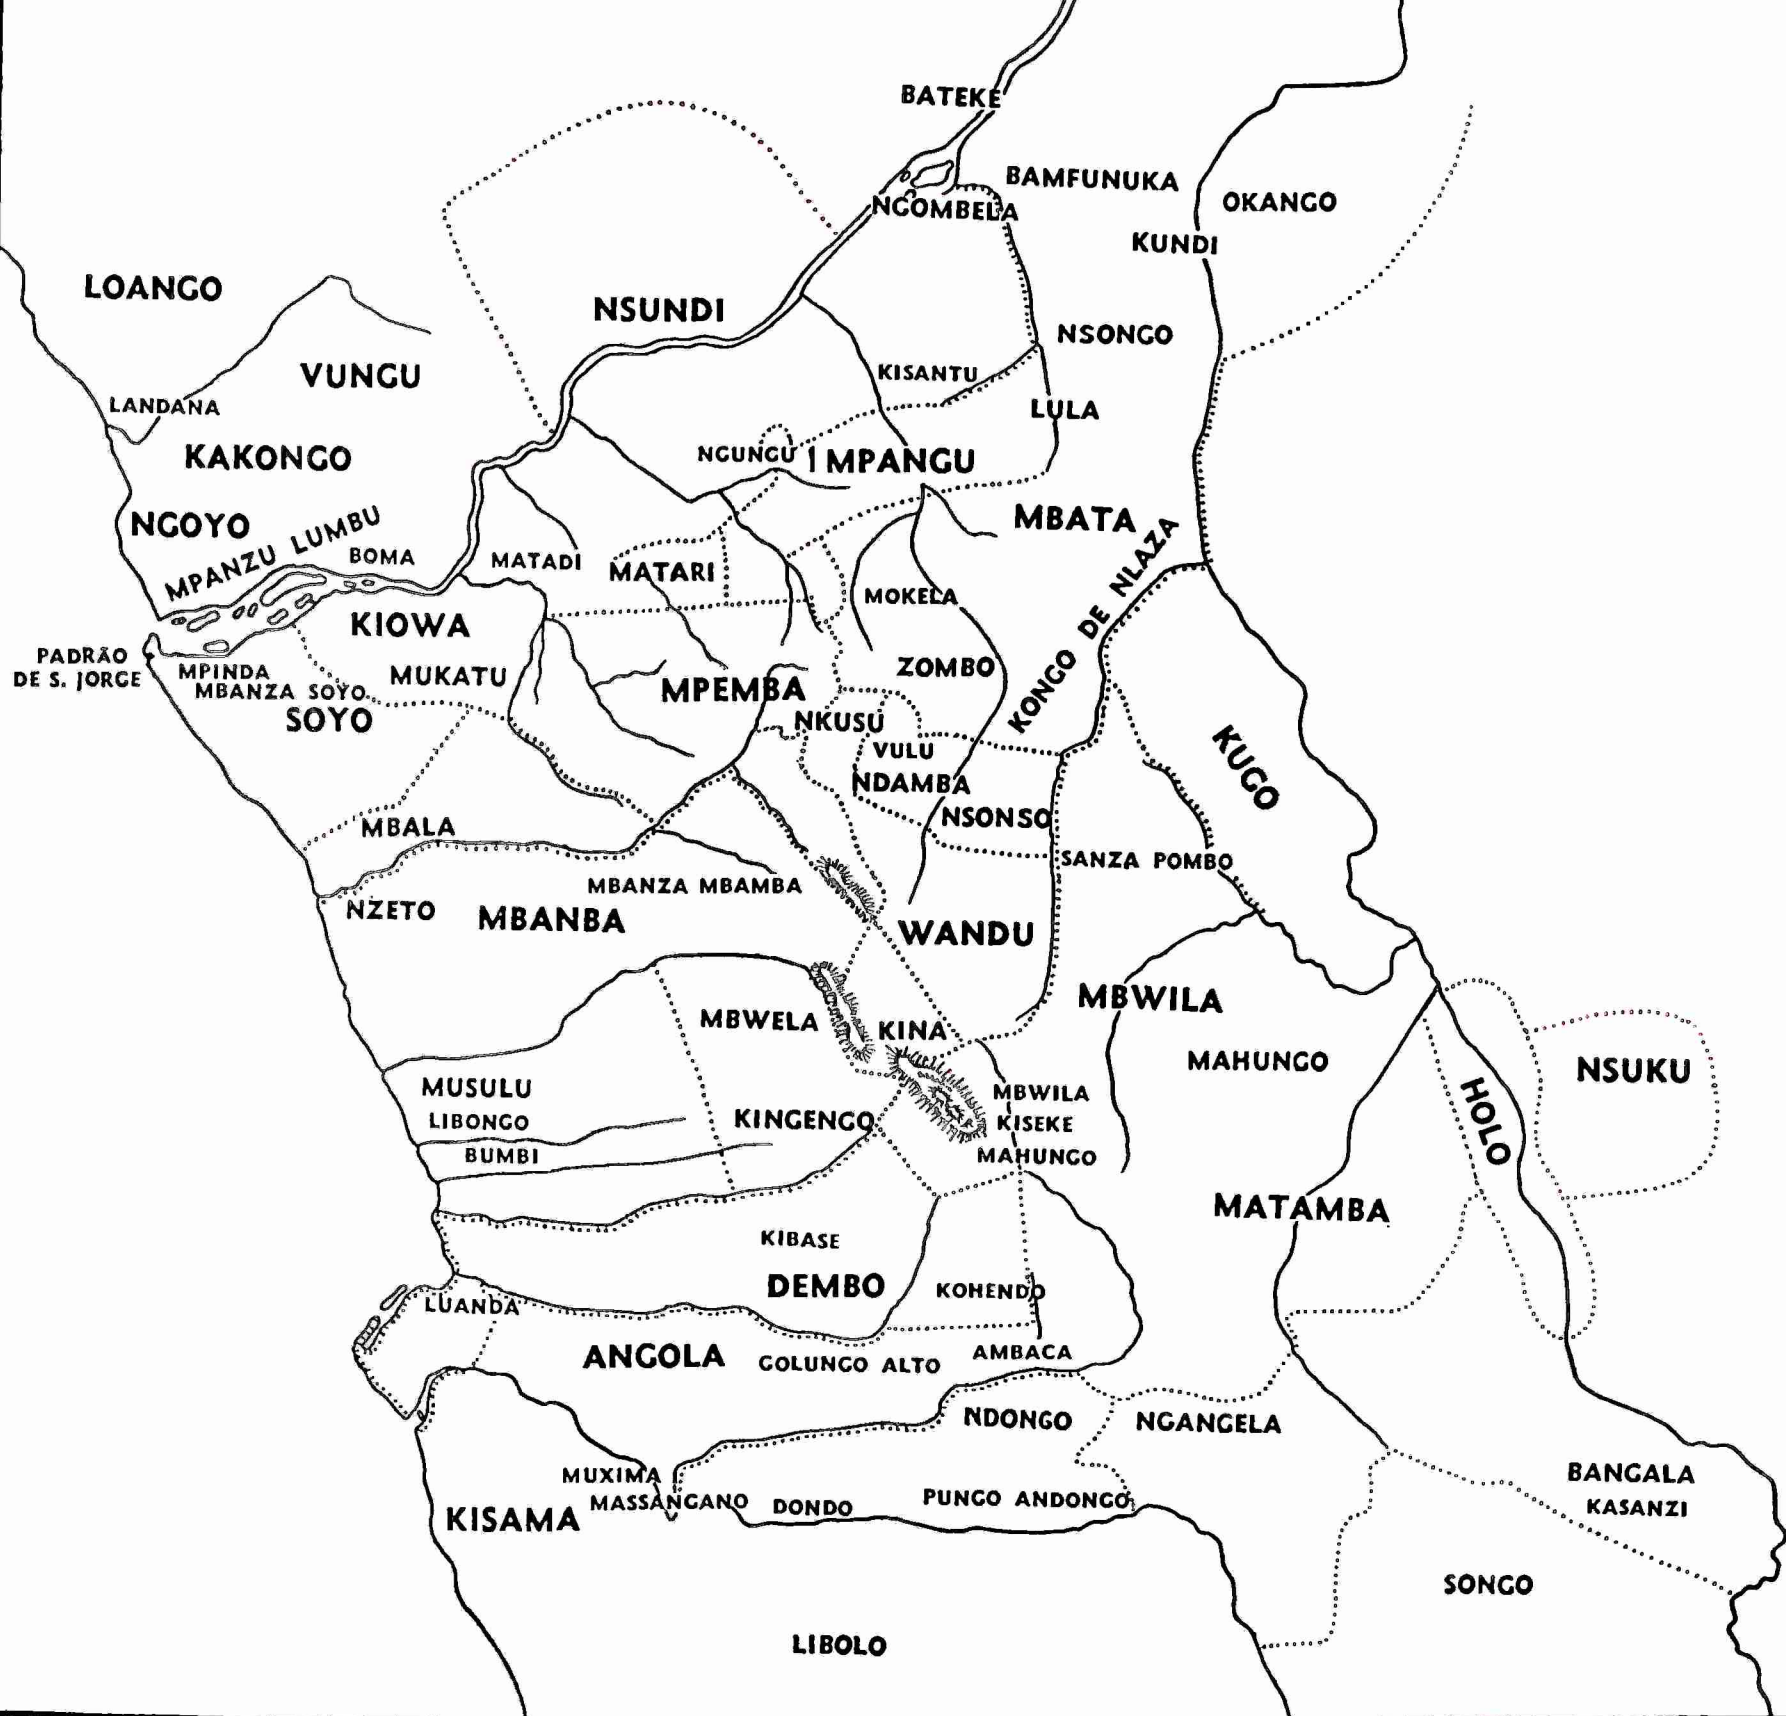 BATEKE
BAMFUNUKA
OKANGO
NGOMBELA
KUNDI
LOANGO
NSUNDI
NSONGO
VUNGU
KISANTU
LANDANA
LULA
KAKONGO
NGUNGU
MPANGU
NGOYO
MPANZU LUMBU
BOMA
MATADI
MATARI
MBATA
KONGO DE NLAZA
MOKELA
KIOWA
PADRÃO
DE S. JORGE
MPINDA
MBANZA SOYO
SOYO
MUKATU
MPEMBA
ZOMBO
NKUSU
VULU
NDAMBA
NSONSO
KUGO
MBALA
SANZA POMBO
MBANZA MBAMBA
NZETO
MBANBA
WANDU
MBWILA
MBWELA
KINA
MAHUNGO
NSUKU
HOLO
MUSULU
LIBONGO
BUMBI
KINGENGO
MBWILA
KISEKE
MAHUNGO
MATAMBA
KIBASE
DEMBO
KOHENDO
LUANDA
ANGOLA
GOLUNGO ALTO
AMBACA
NDONGO
NGANGELA
MUXIMA
MASSANGANO
DONDO
PUNGO ANDONGO
KISAMA
BANGALA
KASANZI
SONGO
LIBOLO